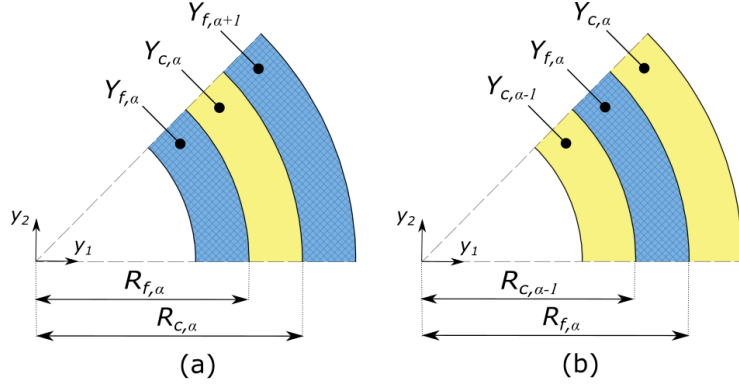 Y_{f,α+1}
Y_{c,α}
Y_{f,α}
y_2
y_1
R_{f,α}
R_{c,α}
(a)
Y_{c,α}
Y_{f,α}
Y_{c,α-1}
y_2
y_1
R_{c,α-1}
R_{f,α}
(b)